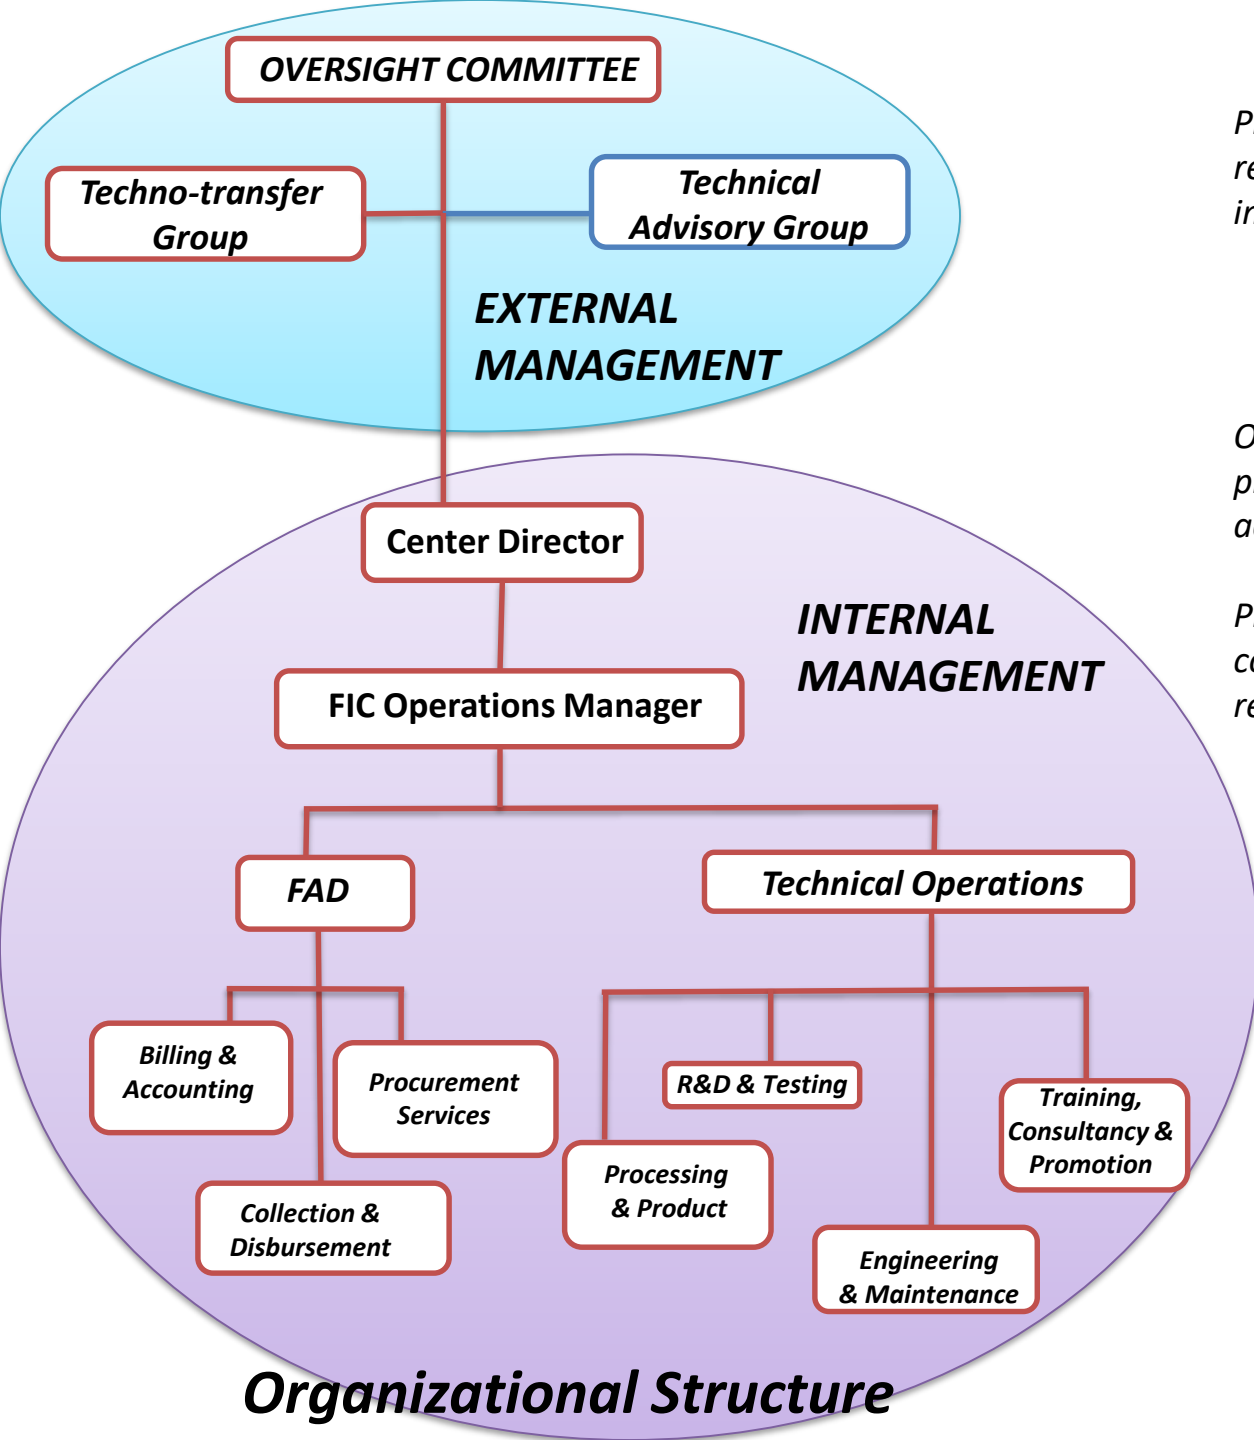 OVERSIGHT COMMITTEE
Techno-transfer
Group
Technical
Advisory Group
EXTERNAL
MANAGEMENT
Center Director
INTERNAL
MANAGEMENT
FIC Operations Manager
FAD
Technical Operations
Billing &
Accounting
Procurement
Services
Collection &
Disbursement
R&D & Testing
Processing
& Product
Training,
Consultancy &
Promotion
Engineering
& Maintenance
Organizational Structure